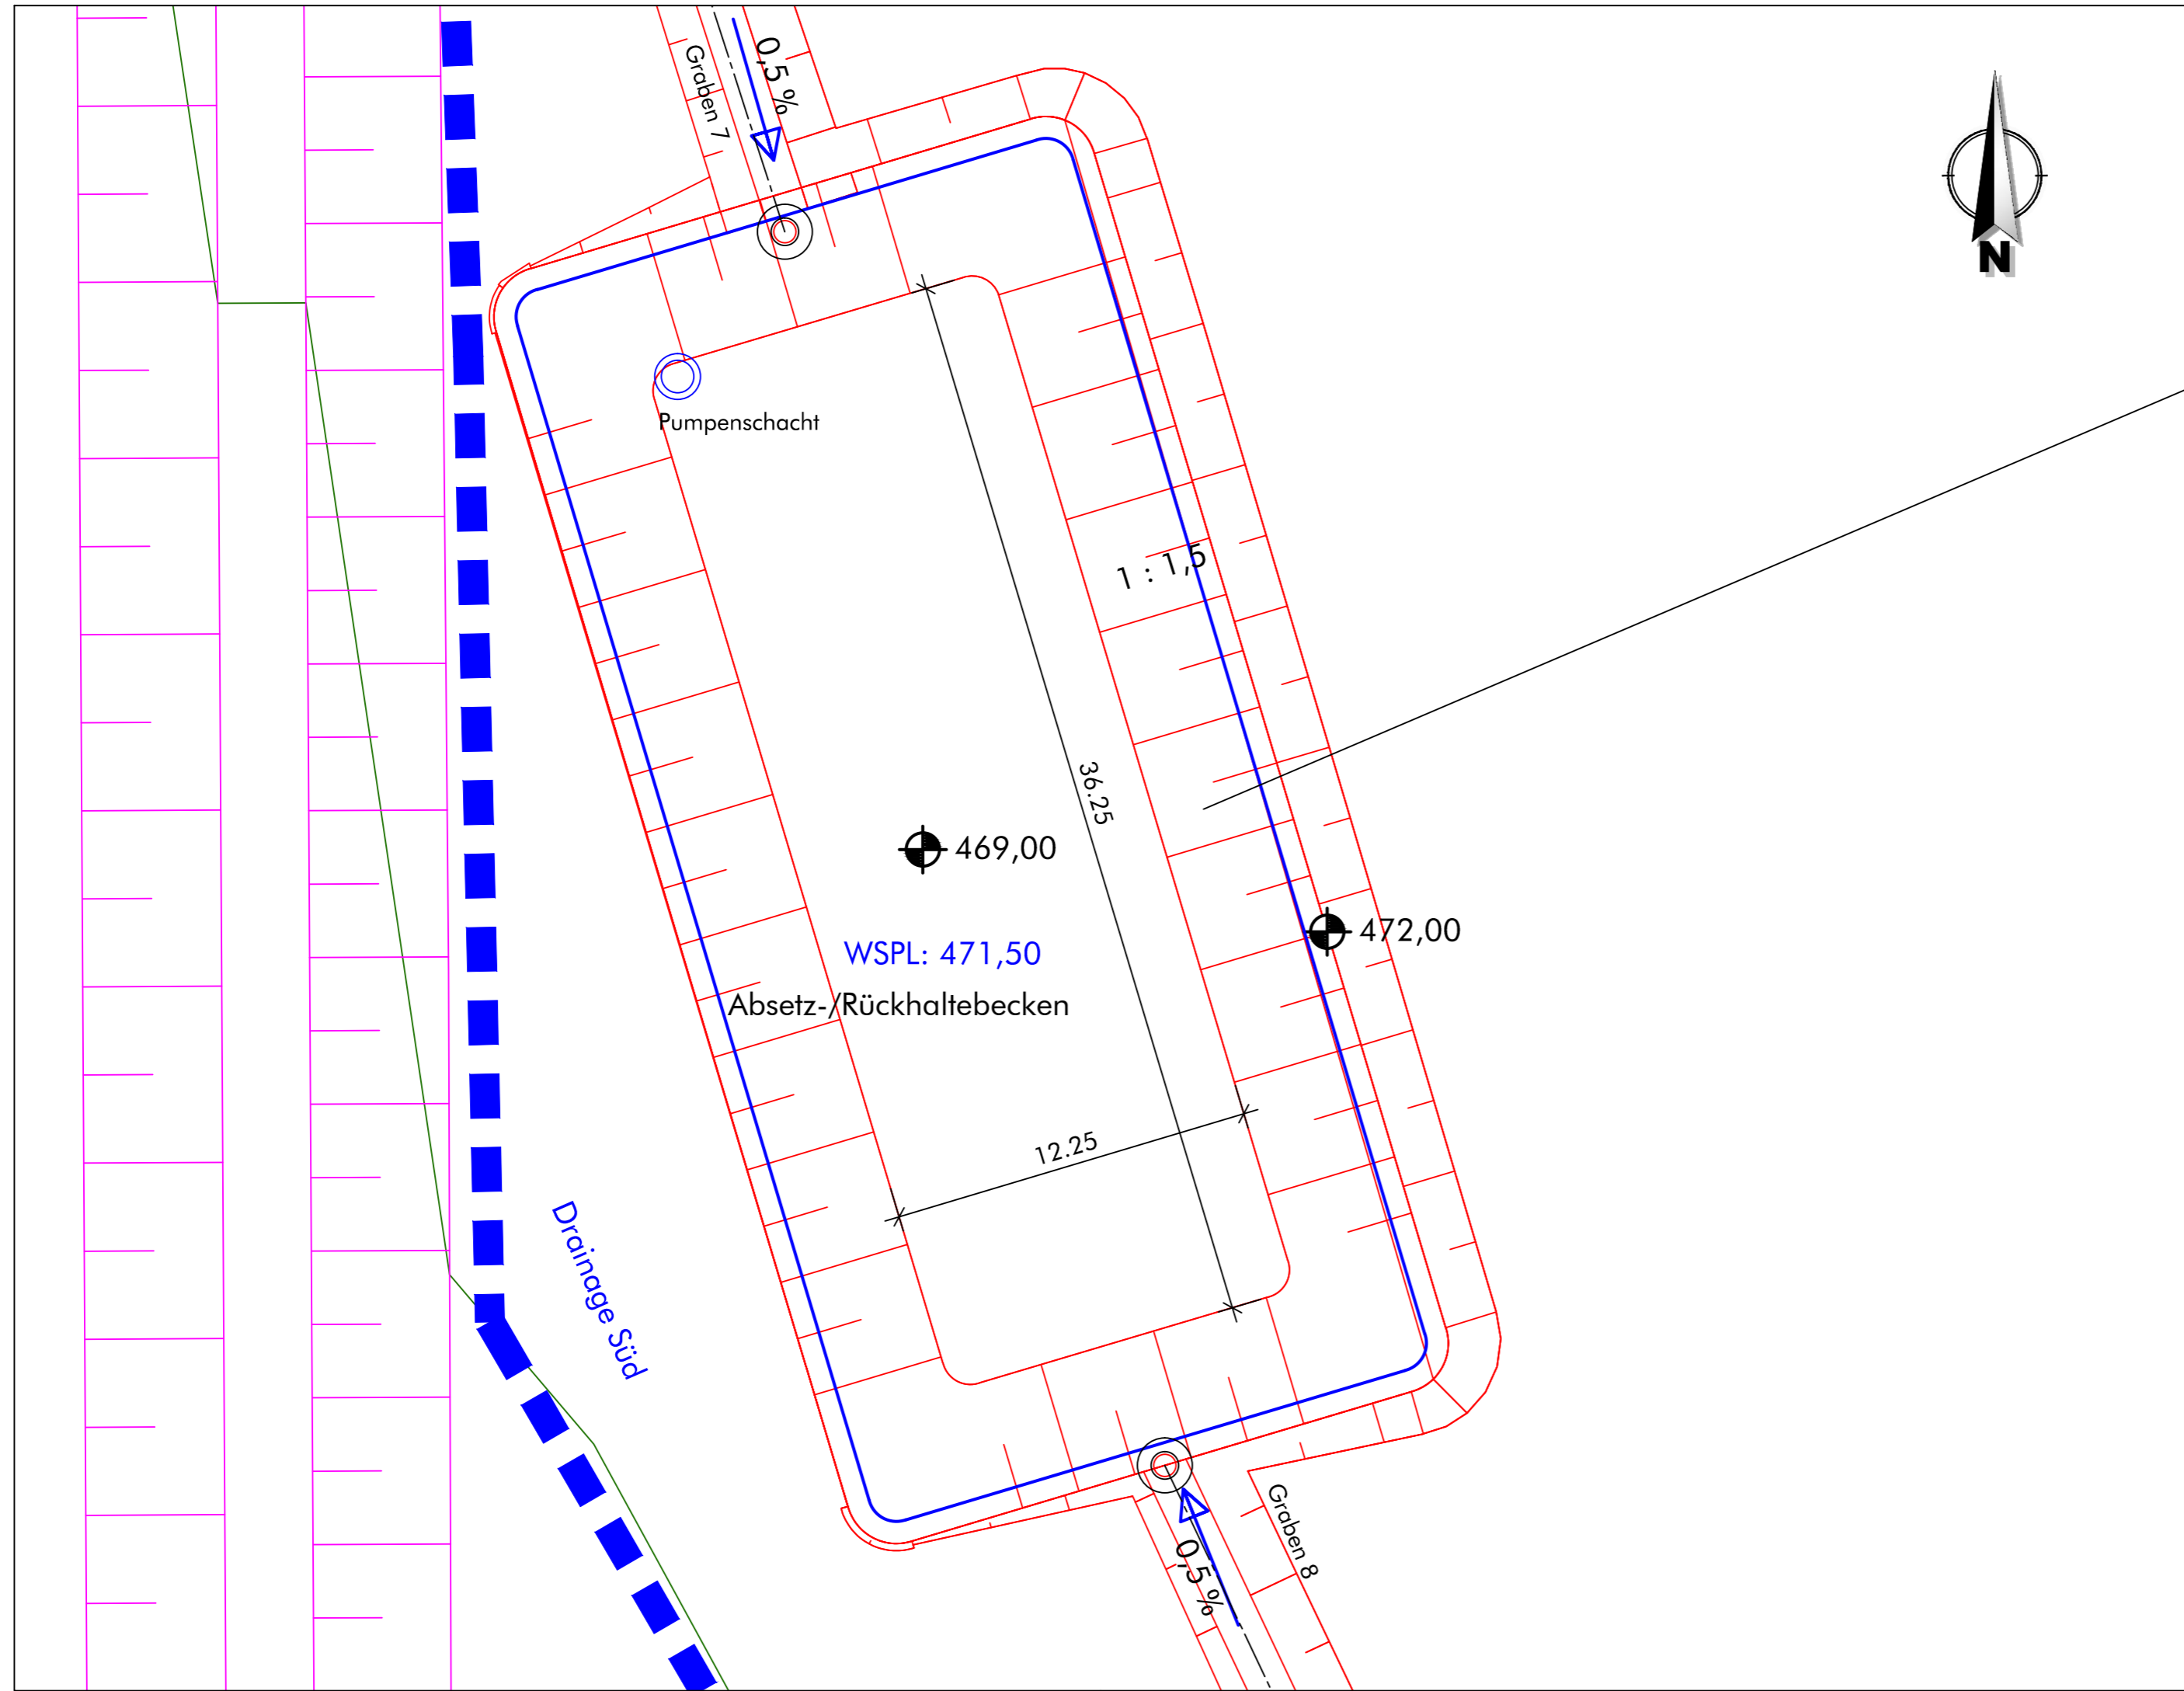 Graben 7
0,5 %
N
Pumpenschacht
1 : 1,5
36.25
469,00
472,00
WSPL: 471,50
Absetz-/Rückhaltebecken
12.25
Drainage Süd
Graben 8
0,5 %